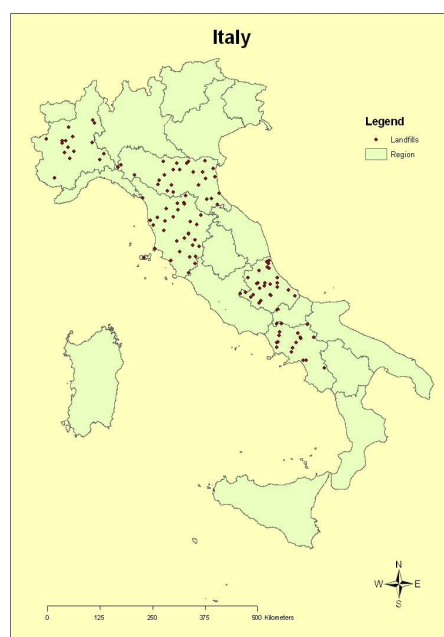 Italy
Legend
Landfills
Region
N
W E
S
0 125 250 375 500 Kilometers